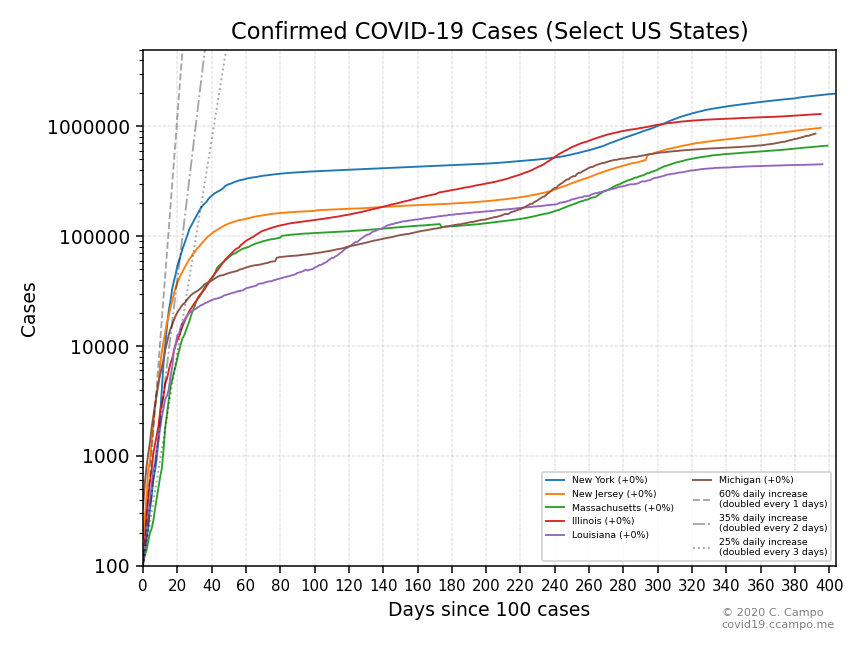 Confirmed COVID-19 Cases (Select US States)
1000000
100000
10000
1000
100
Cases
0 20 40 60 80 100 120 140 160 180 200 220 240 260 280 300 320 340 360 380 400
Days since 100 cases
New York (+0%)
New Jersey (+0%)
Massachusetts (+0%)
Illinois (+0%)
Louisiana (+0%)
Michigan (+0%)
60% daily increase
(doubled every 1 days)
35% daily increase
(doubled every 2 days)
25% daily increase
(doubled every 3 days)
© 2020 C. Campo
covid19.ccampo.me